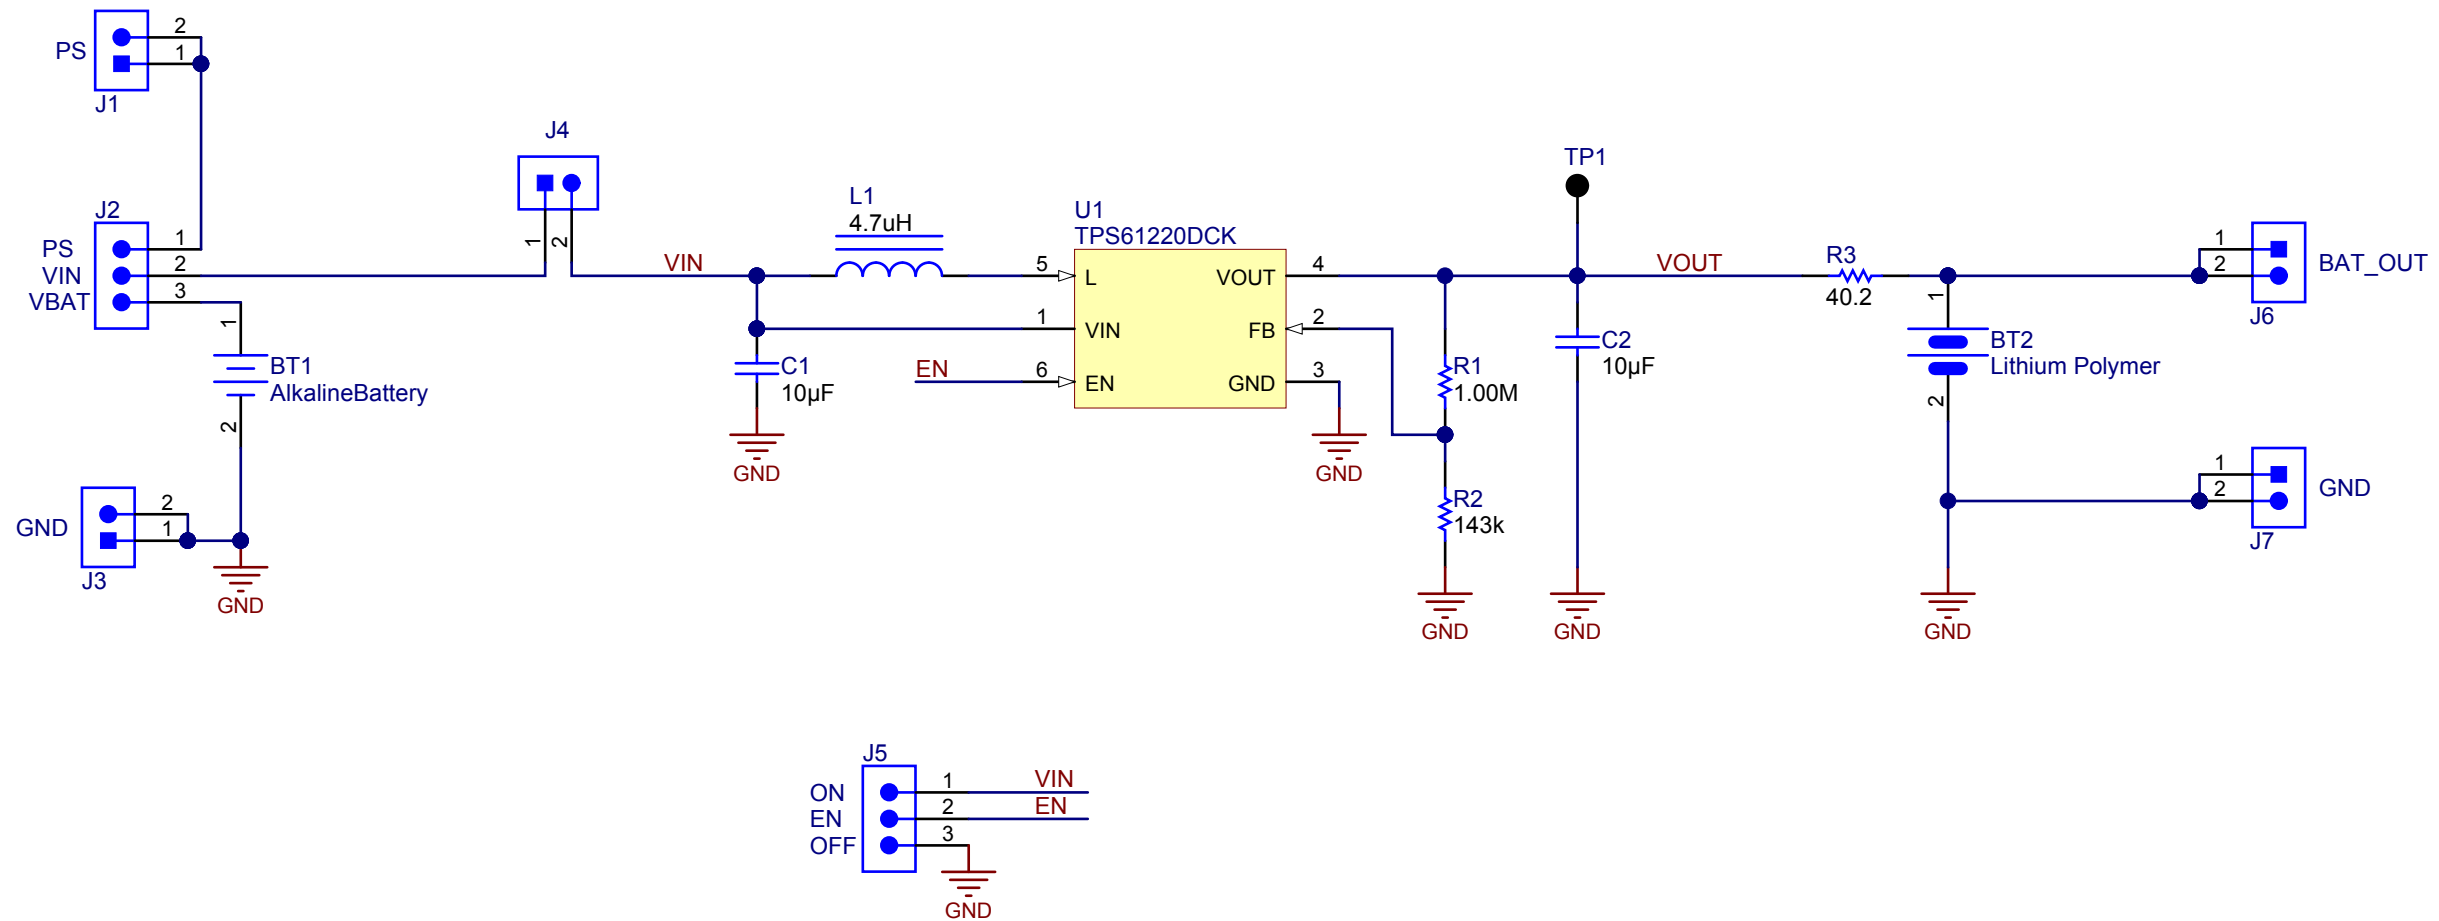 2
PS
1
J1
J4
1
2
J2
PS
1
VIN
2
VBAT
3
1
BT1
AlkalineBattery
2
GND
2
1
J3
GND
VIN
L1
4.7uH
C1
10µF
GND
EN
U1
TPS61220DCK
5
L
1
VIN
6
EN
VOUT
4
FB
2
GND
3
GND
R1
1.00M
R2
143k
GND
TP1
C2
10µF
GND
VOUT
R3
40.2
1
BT2
Lithium Polymer
2
GND
1
2
BAT_OUT
J6
1
2
GND
J7
J5
ON
1
VIN
EN
2
EN
OFF
3
GND